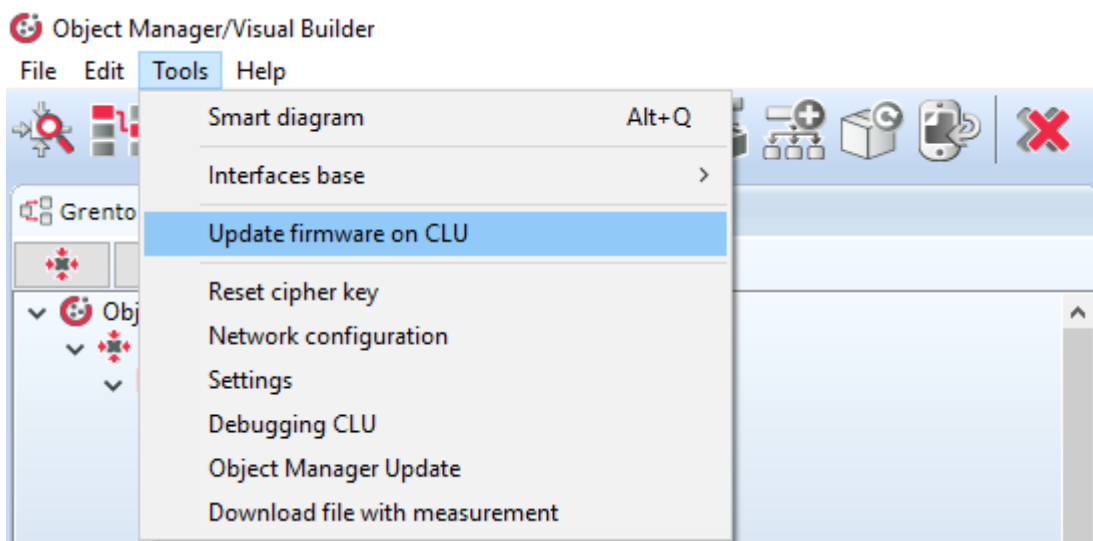 Object Manager/Visual Builder
File Edit Tools Help
Smart diagram Alt+Q
Interfaces base
Grento
Update firmware on CLU
Reset cipher key
Obj
Network configuration
Settings
Debugging CLU
Object Manager Update
Download file with measurement